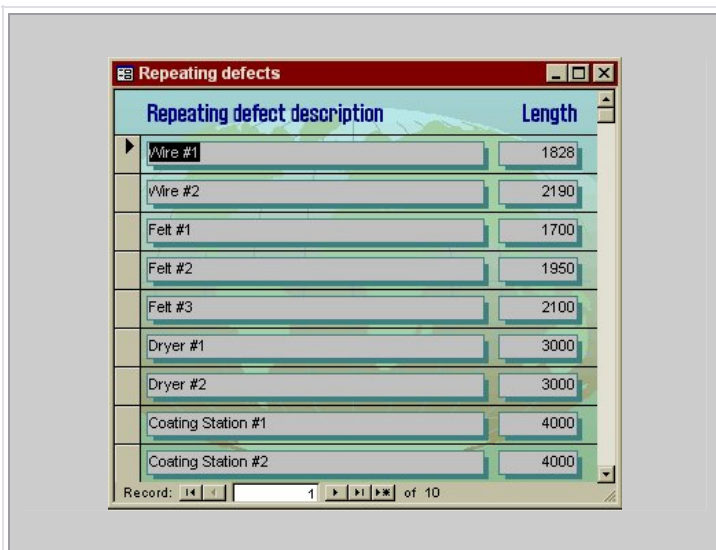 Repeating defects
Repeating defect description Length
Wire #1 1828
Wire #2 2190
Felt #1 1700
Felt #2 1950
Felt #3 2100
Dryer #1 3000
Dryer #2 3000
Coating Station #1 4000
Coating Station #2 4000
Record: 1 of 10